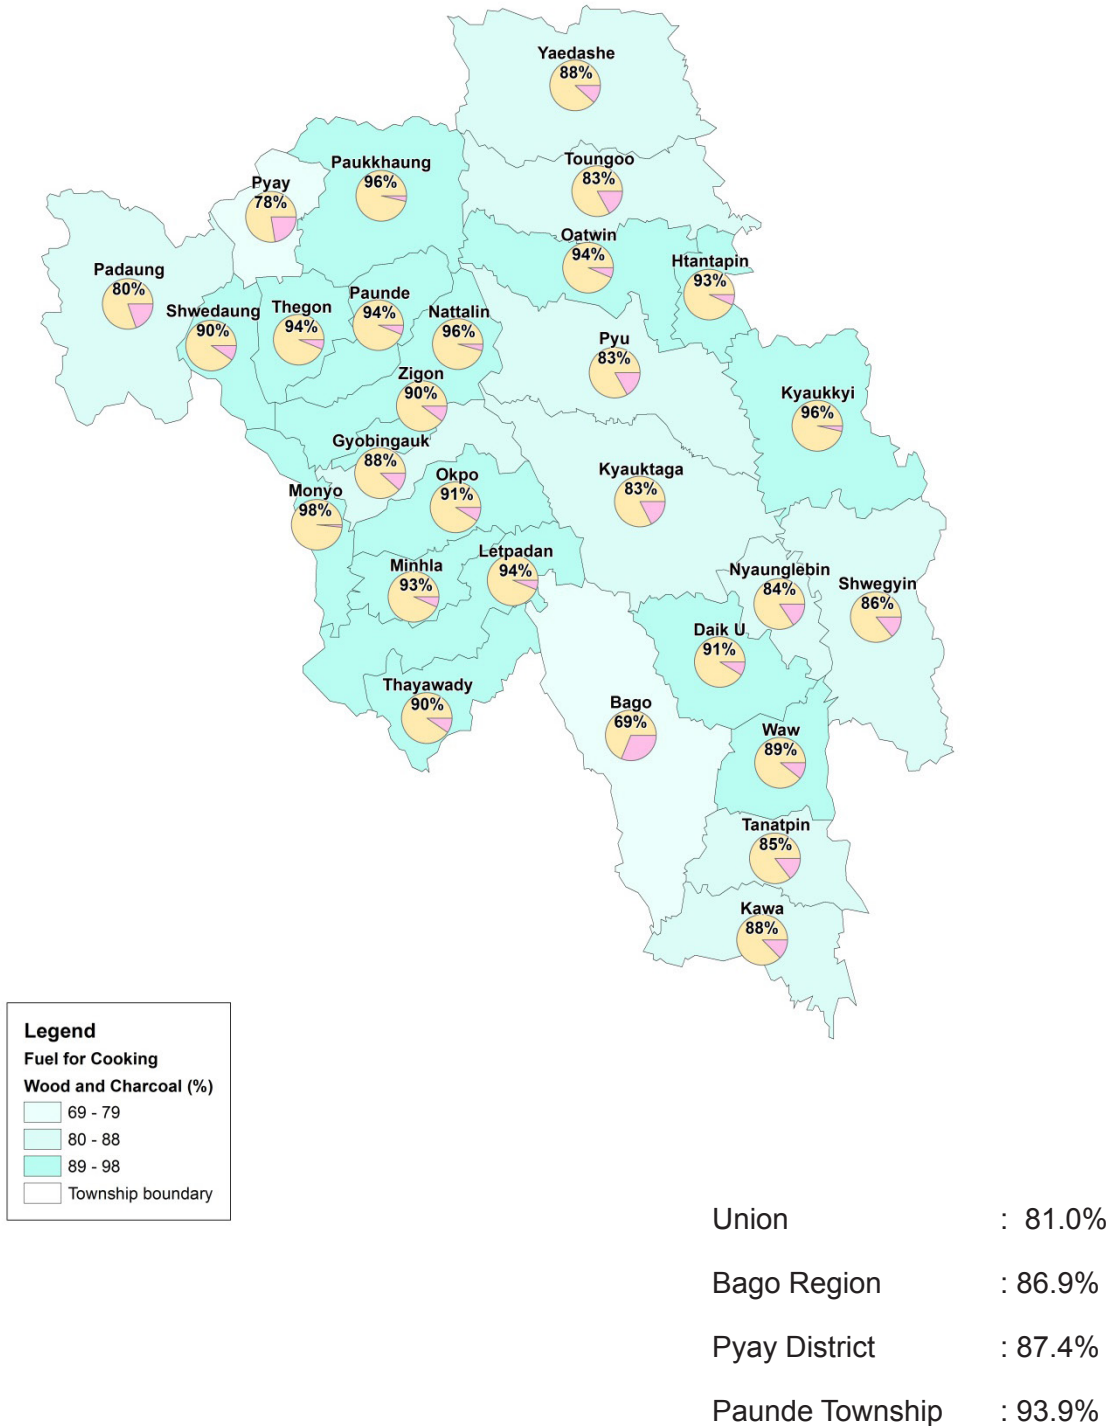 Yaedashe
88%
Toungoo
83%
Paukkhaung
96%
Pyay
78%
Oatwin
94%
Htantapin
93%
Padaung
80%
Shwedaung
90%
Thegon
94%
Paunde
94%
Nattalin
96%
Pyu
83%
Zigon
90%
Kyaukkyi
96%
Gyobingauk
88%
Okpo
91%
Kyauktaga
83%
Monyo
98%
Minhla
93%
Letpadan
94%
Nyaunglebin
84%
Shwegyin
86%
Daik U
91%
Thayawady
90%
Bago
69%
Waw
89%
Tanatpin
85%
Kawa
88%
Legend
Fuel for Cooking
Wood and Charcoal (%)
69 - 79
80 - 88
89 - 98
Township boundary
Union : 81.0%
Bago Region : 86.9%
Pyay District : 87.4%
Paunde Township : 93.9%